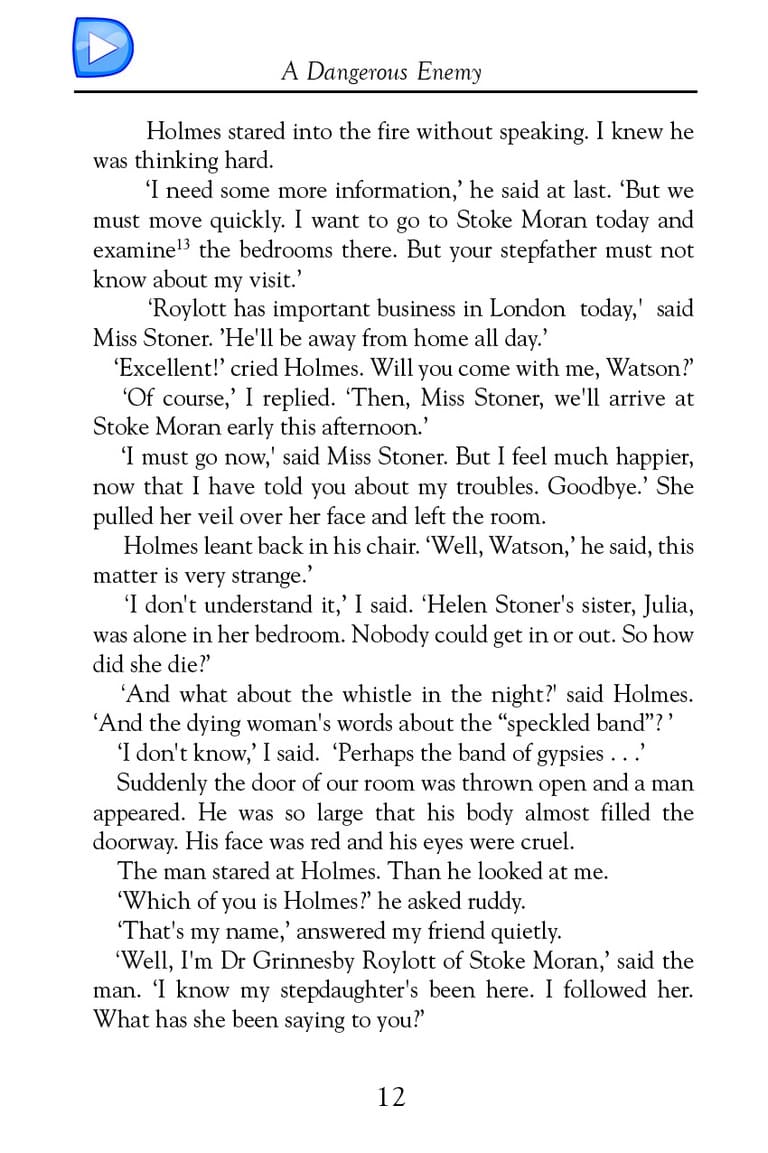 A Dangerous Enemy
Holmes stared into the fire without speaking. I knew he
was thinking hard.
‘I need some more information,’ he said at last. ‘But we
must move quickly. I want to go to Stoke Moran today and
examine¹³ the bedrooms there. But your stepfather must not
know about my visit.’
‘Roylott has important business in London today,' said
Miss Stoner. ’He'll be away from home all day.’
‘Excellent!’ cried Holmes. Will you come with me, Watson?’
‘Of course,’ I replied. ‘Then, Miss Stoner, we'll arrive at
Stoke Moran early this afternoon.’
‘I must go now,' said Miss Stoner. But I feel much happier,
now that I have told you about my troubles. Goodbye.’ She
pulled her veil over her face and left the room.
Holmes leant back in his chair. ‘Well, Watson,’ he said, this
matter is very strange.’
‘I don't understand it,’ I said. ‘Helen Stoner's sister, Julia,
was alone in her bedroom. Nobody could get in or out. So how
did she die?’
‘And what about the whistle in the night?' said Holmes.
‘And the dying woman's words about the “speckled band”? ’
‘I don't know,’ I said. ‘Perhaps the band of gypsies . . .’
Suddenly the door of our room was thrown open and a man
appeared. He was so large that his body almost filled the
doorway. His face was red and his eyes were cruel.
The man stared at Holmes. Than he looked at me.
‘Which of you is Holmes?’ he asked ruddy.
‘That's my name,’ answered my friend quietly.
‘Well, I'm Dr Grinnesby Roylott of Stoke Moran,’ said the
man. ‘I know my stepdaughter's been here. I followed her.
What has she been saying to you?’
12